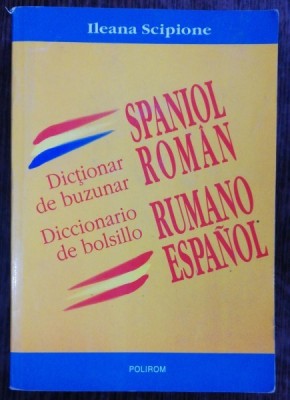 Ileana Scipione
Dicționar
de buzunar
SPANIOL
ROMÂN
Diccionario
de bolsillo
RUMANO
ESPAÑOL
POLIROM